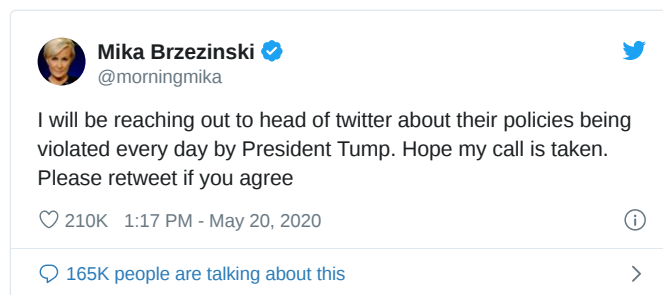 Mika Brzezinski
@morningmika
I will be reaching out to head of twitter about their policies being
violated every day by President Tump. Hope my call is taken.
Please retweet if you agree
210K 1:17 PM - May 20, 2020
165K people are talking about this